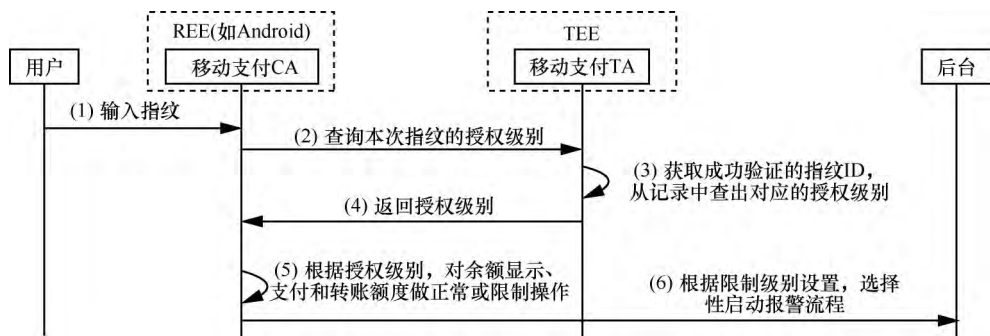 REE(如Android)
TEE
用户
移动支付CA
移动支付TA
后台
(1) 输入指纹
(2) 查询本次指纹的授权级别
(3) 获取成功验证的指纹ID，
从记录中查出对应的授权级别
(4) 返回授权级别
(5) 根据授权级别，对余额显示、
支付和转账额度做正常或限制操作
(6) 根据限制级别设置，选择
性启动报警流程